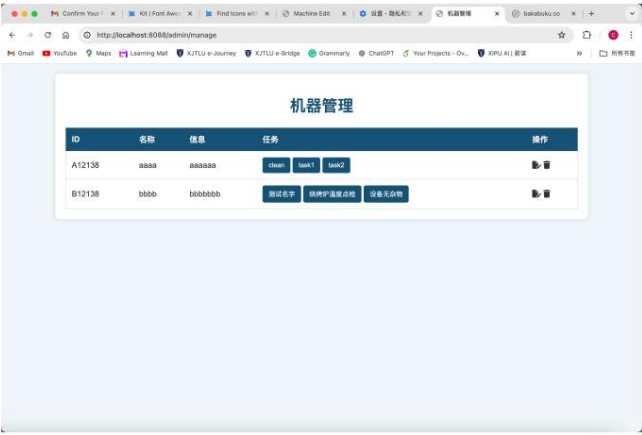 Confirm Your
Kit | Font Awe
Find Icons with
Machine Edit
设置 - 隐私和
机器管理
bakabuku.co
http://localhost:8088/admin/manage
Gmail
YouTube
Maps
Learning Mall
XJTLU e-Journey
XJTLU e-Bridge
Grammarly
ChatGPT
Your Projects - Ov...
XIPU AI |
所有书签
机器管理
ID 名称 信息 任务 操作
A12138 aaaa aaaaaa clean task1 task2
B12138 bbbb bbbbbbb 测试名字 烘烤炉温度点检 设备无杂物